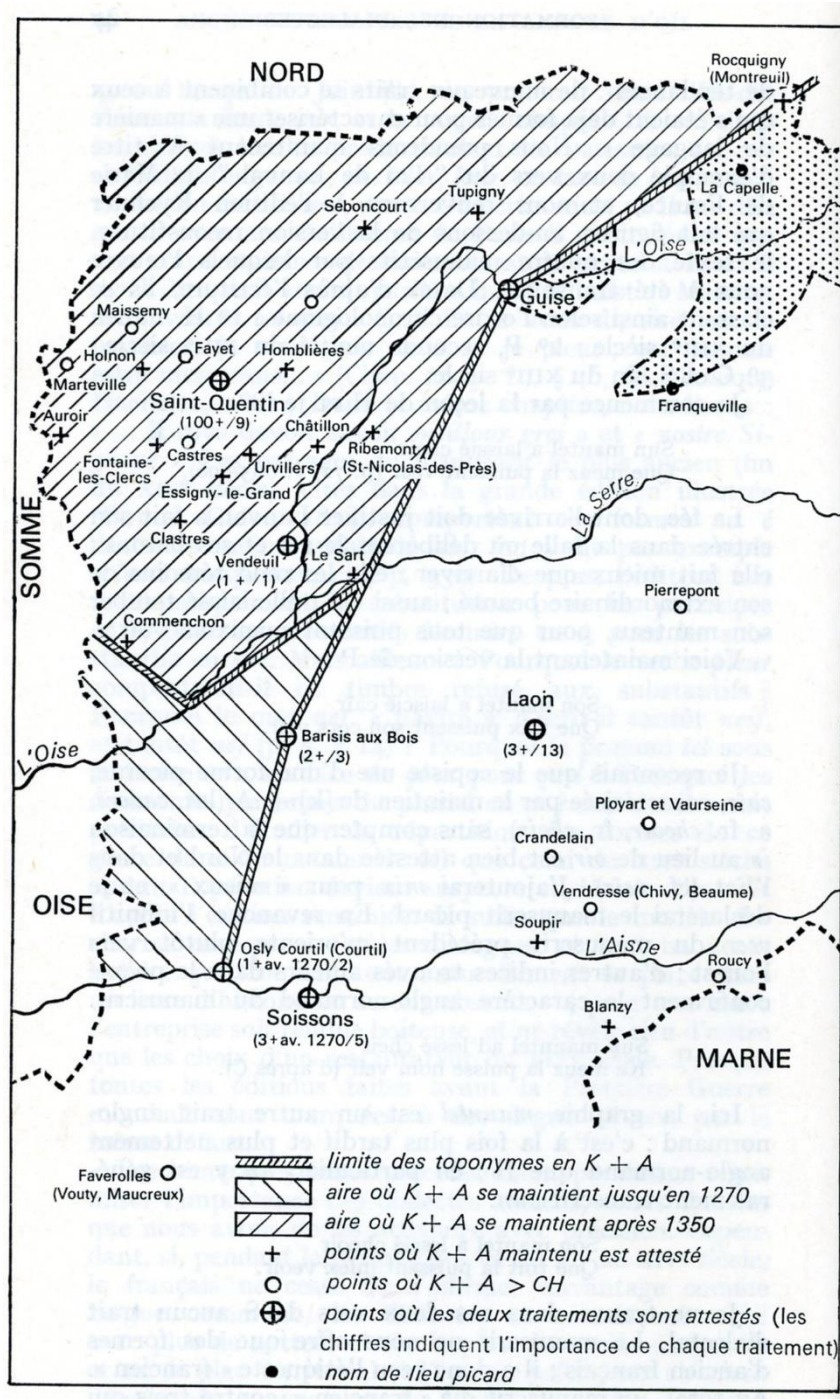 NORD
Rocquigny
(Montreuil)
La Capelle
Tupigny
Seboncourt
L'Oise
Guise
Maissemy
Holnon
Fayet
Homblières
Marteville
Saint-Quentin
(100+/9)
Franqueville
Auroir
Châtillon
Castres
Ribemont
(St-Nicolas-des-Près)
Fontaine-
les-Clercs
Urvillers
Essigny-le-Grand
la Serre
Clastres
SOMME
Vendeuil
(1+/1)
Le Sart
Pierrepont
Commenchon
Laon
(3+/13)
L'Oise
Barisis aux Bois
(2+/3)
Ployart et Vaurseine
Crandelain
Vendresse (Chivy, Beaurne)
OISE
Soupir
L'Aisne
Osly Courtil (Courtil)
(1+av. 1270/2)
Roucy
Soissons
(3+av. 1270/5)
Blanzy
MARNE
Faverolles
(Vouty, Maucreux)
limite des toponymes en K + A
aire où K + A se maintient jusqu'en 1270
aire où K + A se maintient après 1350
points où K + A maintenu est attesté
points où K + A > CH
points où les deux traitements sont attestés (les
chiffres indiquent l'importance de chaque traitement)
nom de lieu picard